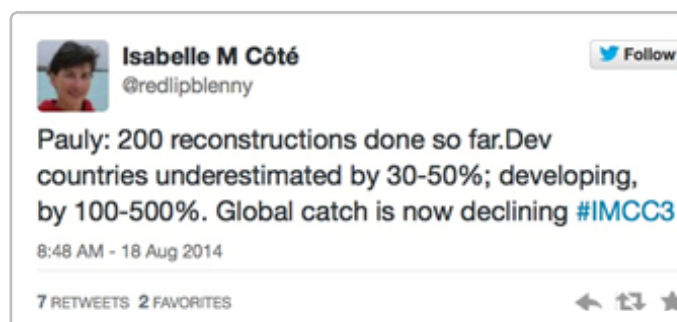 Isabelle M Côté
Follow
@redlipblenny
Pauly: 200 reconstructions done so far.Dev
countries underestimated by 30-50%; developing,
by 100-500%. Global catch is now declining #IMCC3
8:48 AM - 18 Aug 2014
7 RETWEETS 2 FAVORITES